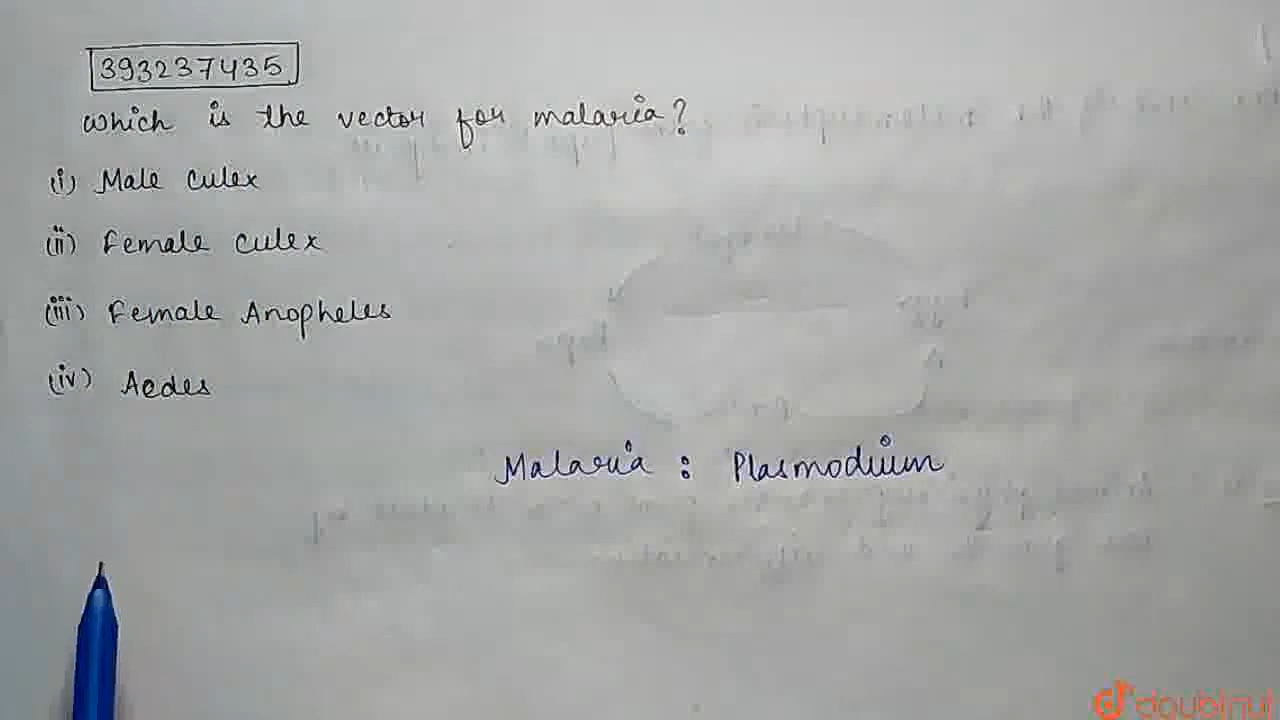 393237435
which is the vector for malaria?
(i) Male Culex
(ii) Female Culex
(iii) Female Anopheles
(iv) Aedes
Malaria : Plasmodium
doubtnut